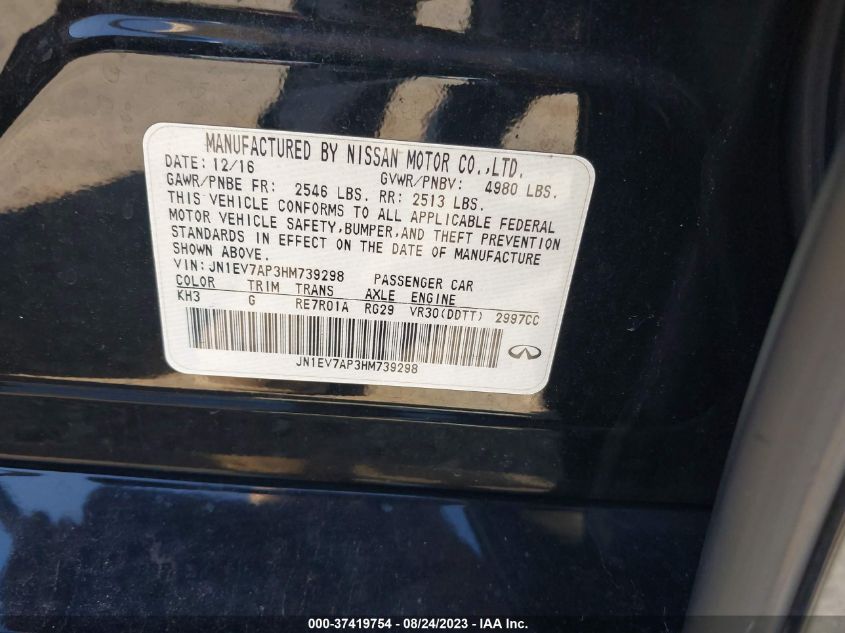 MANUFACTURED BY NISSAN MOTOR CO.,LTD.
DATE: 12/16
GAWR/PNBE FR: 2546 LBS. GVWR/PNBV: 4980 LBS.
RR: 2513 LBS.
THIS VEHICLE CONFORMS TO ALL APPLICABLE FEDERAL
MOTOR VEHICLE SAFETY,BUMPER,AND THEFT PREVENTION
STANDARDS IN EFFECT ON THE DATE OF MANUFACTURE
SHOWN ABOVE.
VIN: JN1EV7AP3HM739298 PASSENGER CAR
COLOR TRIM TRANS AXLE ENGINE
KH3 G RE7R01A RG29 VR30(DDTT) 2997CC
JN1EV7AP3HM739298
000-37419754 — 08/24/2023 — IAA Inc.